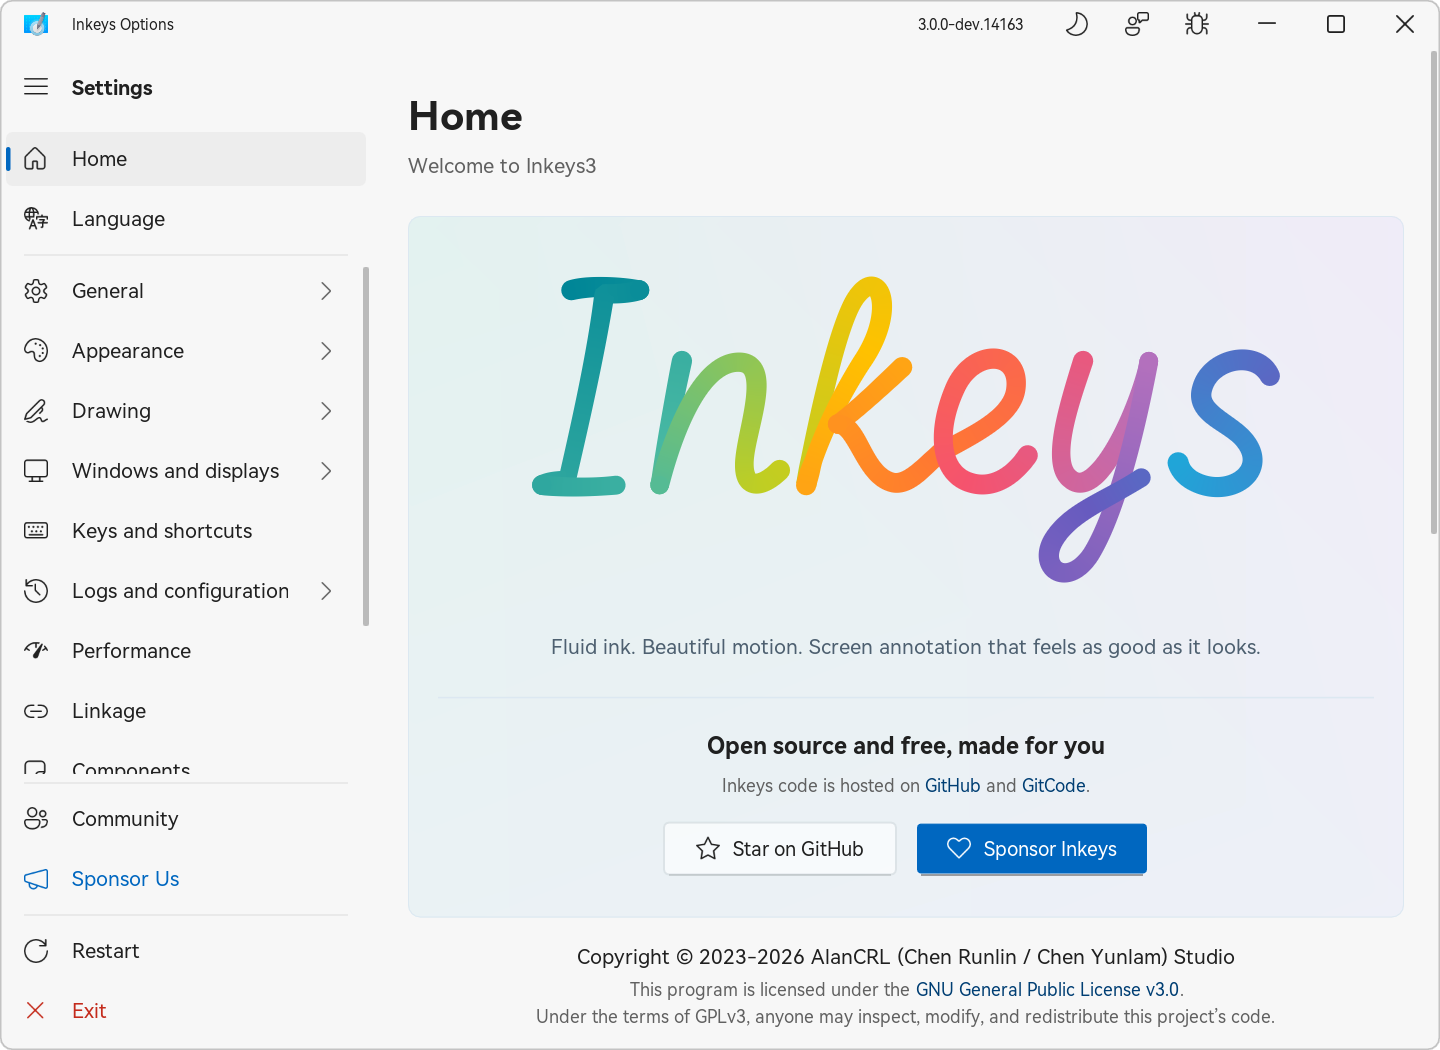 Inkeys Options
3.0.0-dev.14163
Settings
Home
Language
General
Appearance
Drawing
Windows and displays
Keys and shortcuts
Logs and configuration
Performance
Linkage
Components
Community
Sponsor Us
Restart
Exit
Home
Welcome to Inkeys3
Inkeys
Fluid ink. Beautiful motion. Screen annotation that feels as good as it looks.
Open source and free, made for you
Inkeys code is hosted on GitHub and GitCode.
Star on GitHub
Sponsor Inkeys
Copyright © 2023-2026 AlanCRL (Chen Runlin / Chen Yunlam) Studio
This program is licensed under the GNU General Public License v3.0.
Under the terms of GPLv3, anyone may inspect, modify, and redistribute this project’s code.